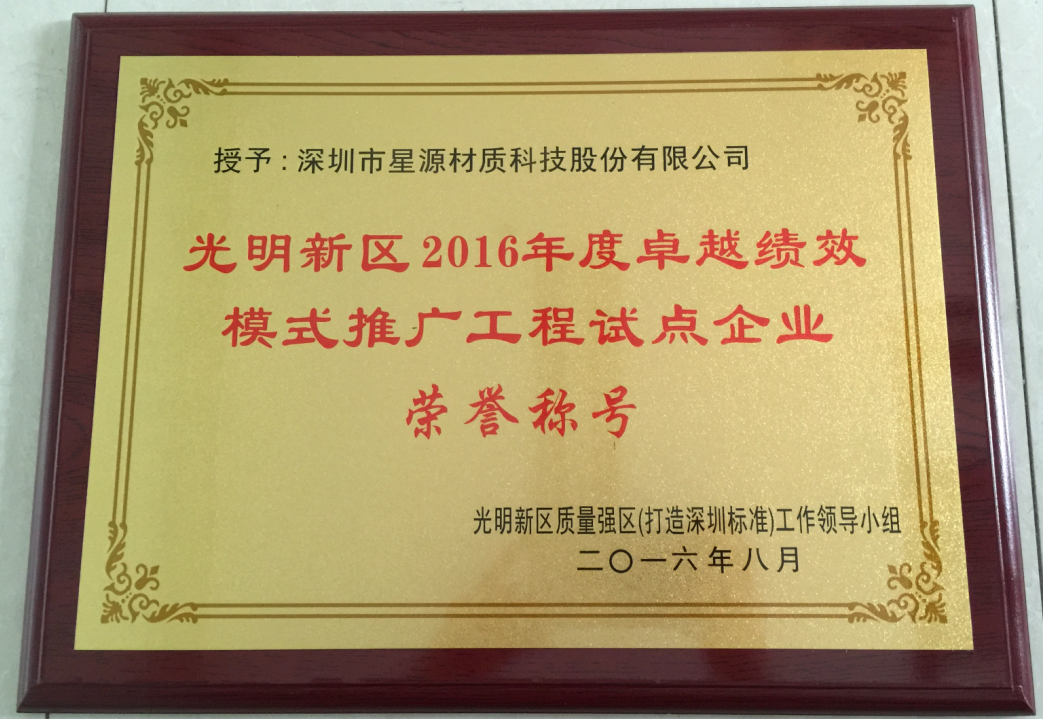 授予:深圳市星源材质科技股份有限公司
光明新区2016年度卓越绩效
模式推广工程试点企业
荣誉称号
光明新区质量强区(打造深圳标准)工作领导小组
二〇一六年八月